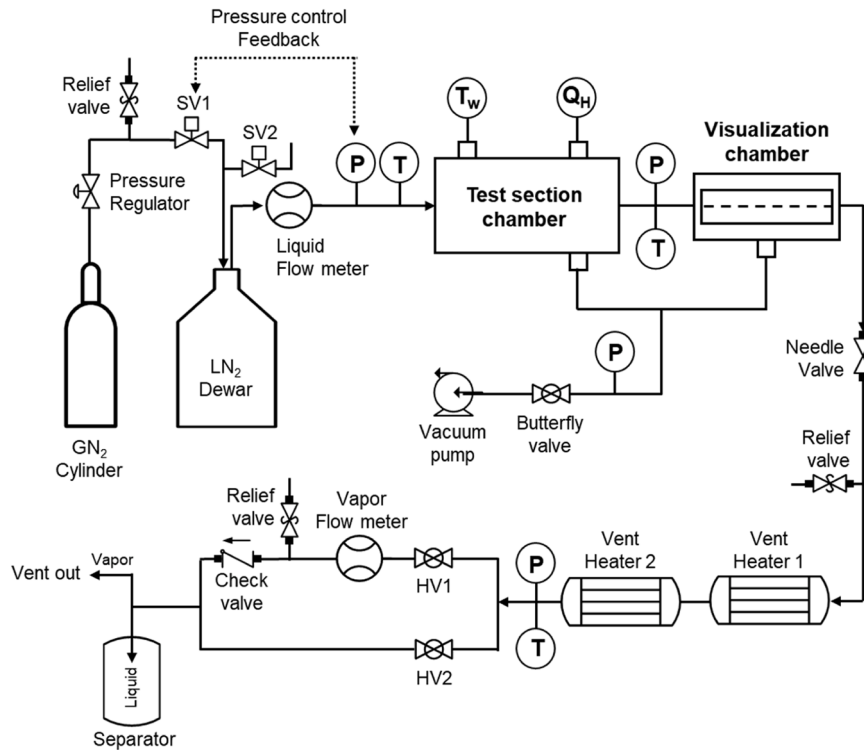 Pressure control
Feedback
Relief
valve
SV1
SV2
Pressure
Regulator
P
T
Liquid
Flow meter
T_W
Q_H
Test section
chamber
P
T
Visualization
chamber
GN₂
Cylinder
LN₂
Dewar
P
Vacuum
pump
Butterfly
valve
Needle
Valve
Relief
valve
Relief
valve
Vapor
Flow meter
Check
valve
HV1
HV2
P
T
Vent
Heater 2
Vent
Heater 1
Vent out
Vapor
Liquid
Separator